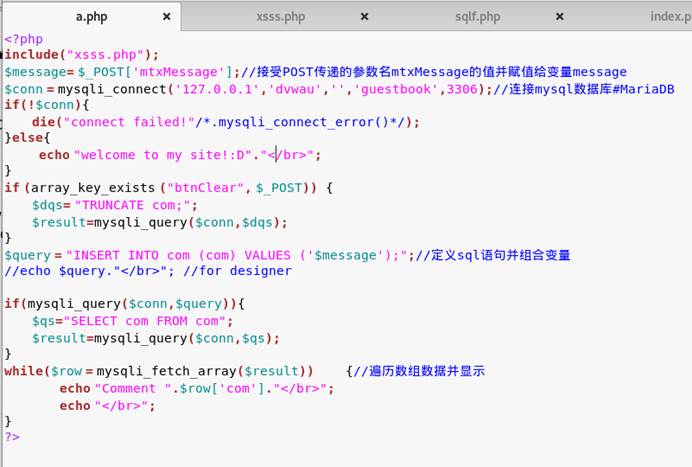 a.php × xsss.php × sqlf.php × index.p
<?php
include("xsss.php");
$message= $_POST['mtxMessage'];//接受POST传递的参数名mtxMessage的值并赋值给变量message
$conn = mysqli_connect('127.0.0.1','dvwau','','guestbook',3306);//连接mysql数据库#MariaDB
if(!$conn){
    die("connect failed!"/*.mysqli_connect_error()*/);
}else{
     echo "welcome to my site!:D"."</br>";
}
if (array_key_exists ("btnClear", $_POST)) {
    $dqs= "TRUNCATE com;";
    $result=mysqli_query($conn,$dqs);
}
$query = "INSERT INTO com (com) VALUES ('$message');";//定义sql语句并组合变量
//echo $query."</br>"; //for designer

if(mysqli_query($conn,$query)){
    $qs="SELECT com FROM com";
    $result=mysqli_query($conn,$qs);
}
while($row = mysqli_fetch_array($result))    {//遍历数组数据并显示
        echo "Comment ".$row['com']."</br>";
        echo "</br>";
}
?>